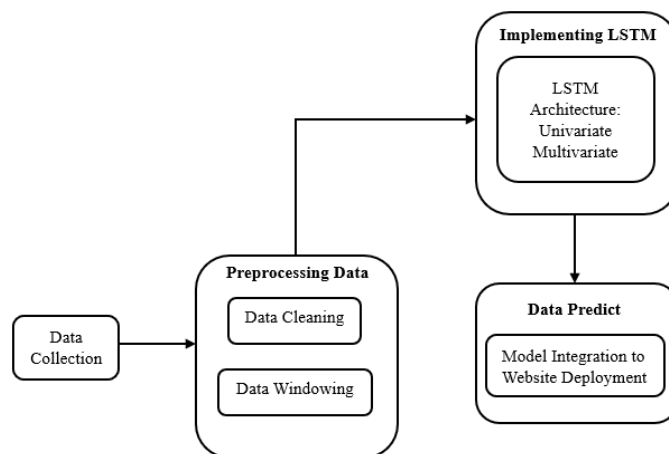 Implementing LSTM
LSTM
Architecture:
Univariate
Multivariate
Preprocessing Data
Data Cleaning
Data Windowing
Data
Collection
Data Predict
Model Integration to
Website Deployment